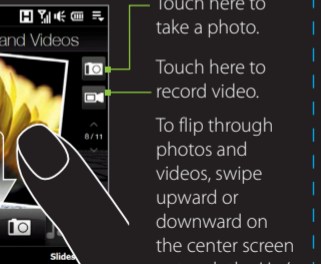 and Videos
8/11
Slides
Touch here to
take a photo.
Touch here to
record video.
To flip through
photos and
videos, swipe
upward or
downward on
the center screen